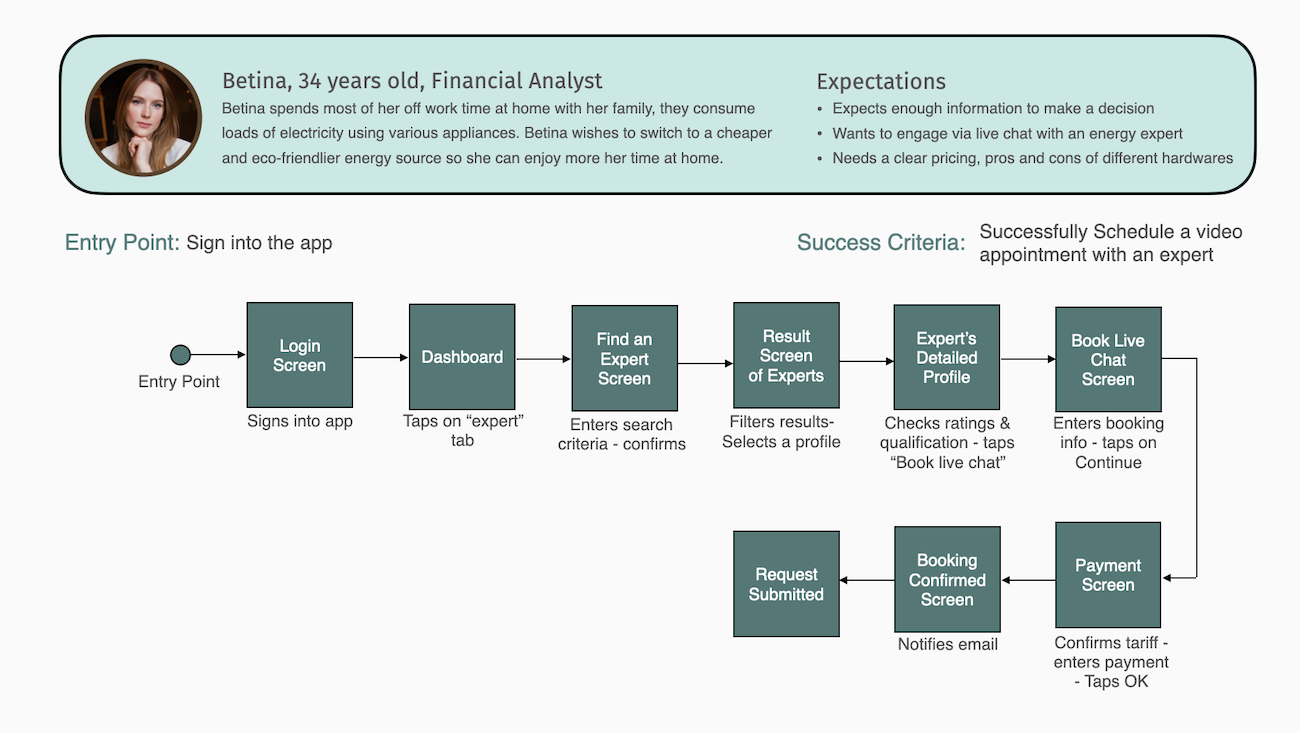 Betina, 34 years old, Financial Analyst
Betina spends most of her off work time at home with her family, they consume
loads of electricity using various appliances. Betina wishes to switch to a cheaper
and eco-friendlier energy source so she can enjoy more her time at home.
Expectations
• Expects enough information to make a decision
• Wants to engage via live chat with an energy expert
• Needs a clear pricing, pros and cons of different hardwares
Entry Point: Sign into the app
Success Criteria: Successfully Schedule a video
appointment with an expert
Entry Point
Login
Screen
Signs into app
Dashboard
Taps on “expert”
tab
Find an
Expert
Screen
Enters search
criteria - confirms
Result
Screen
of Experts
Filters results-
Selects a profile
Expert’s
Detailed
Profile
Checks ratings &
qualification - taps
“Book live chat”
Book Live
Chat
Screen
Enters booking
info - taps on
Continue
Payment
Screen
Confirms tariff -
enters payment
- Taps OK
Booking
Confirmed
Screen
Notifies email
Request
Submitted